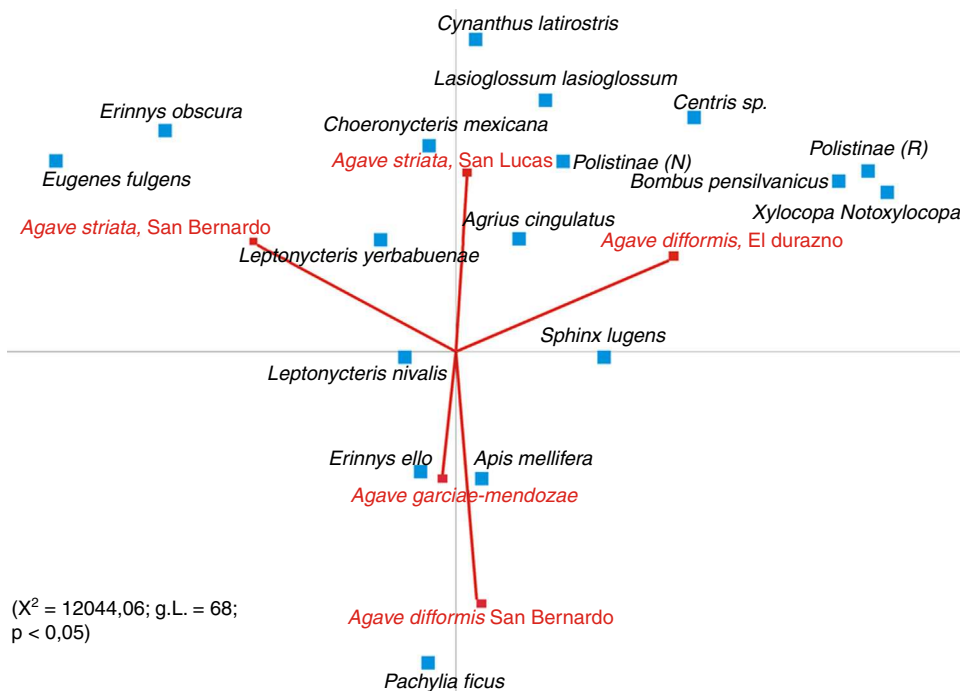 Cynanthus latirostris
Lasioglossum lasioglossum
Centris sp.
Erinnys obscura
Choeronycteris mexicana
Polistinae (R)
Agave striata, San Lucas
Polistinae (N)
Eugenes fulgens
Bombus pensilvanicus
Xylocopa Notoxylocopa
Agave striata, San Bernardo
Agrius cingulatus
Agave difformis, El durazno
Leptonycteris yerbabuenae
Sphinx lugens
Leptonycteris nivalis
Erinnys ello
Apis mellifera
Agave garciae-mendozae
(X² = 12044,06; g.L. = 68;
p < 0,05)
Agave difformis San Bernardo
Pachylia ficus